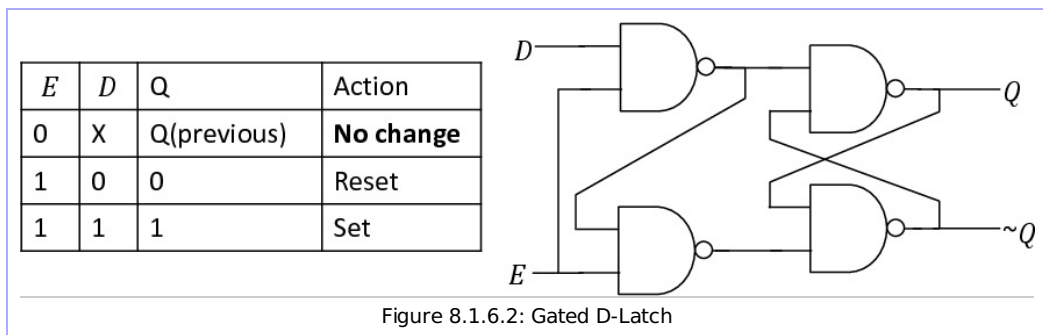 E D Q Action
0 X Q(previous) No change
1 0 0 Reset
1 1 1 Set
D
Q
E
~Q
Figure 8.1.6.2: Gated D-Latch